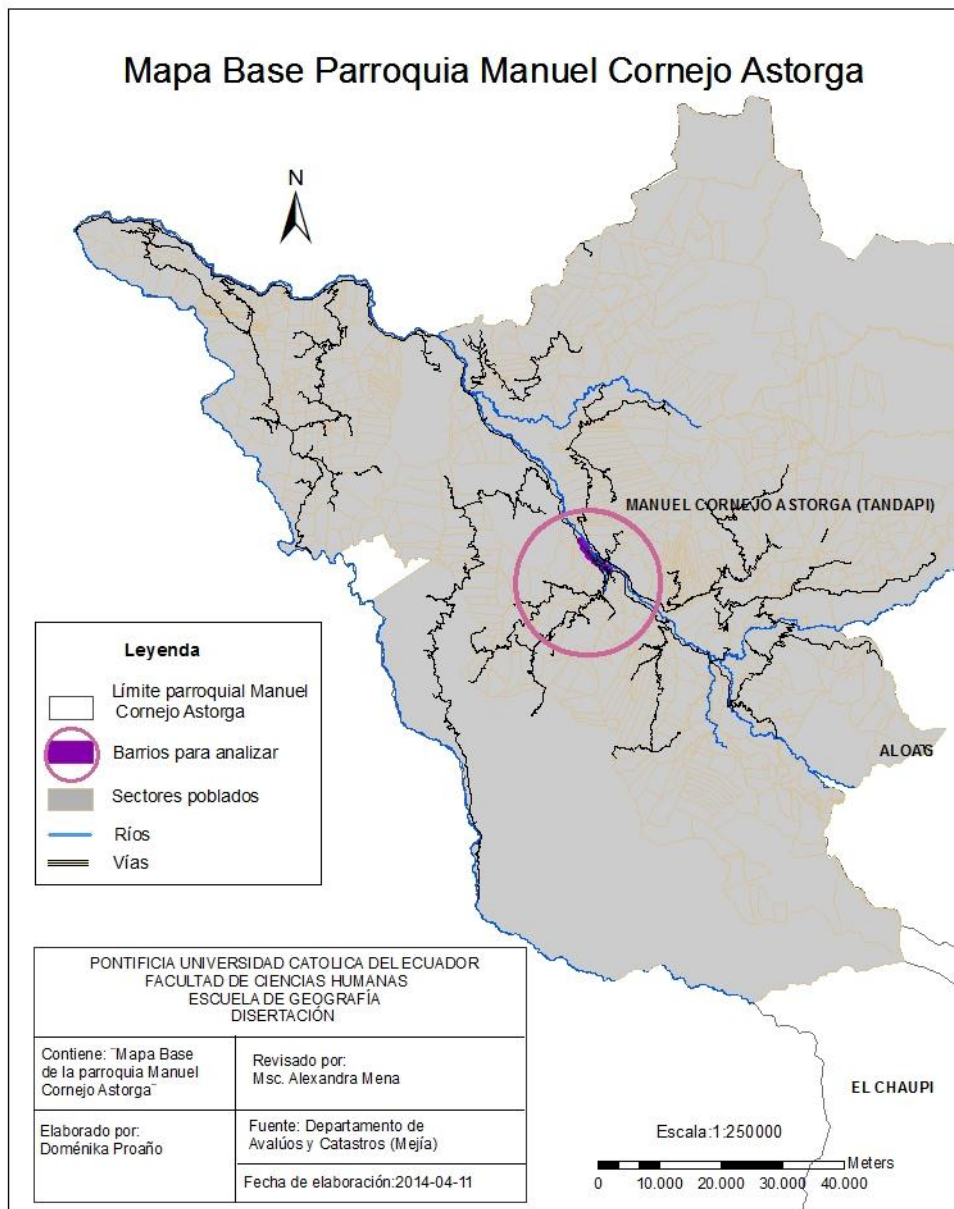 Mapa Base Parroquia Manuel Cornejo Astorga
N
MANUEL CORNEJO ASTORGA (TANDAPI)
ALOAG
EL CHAUPI
Leyenda
Límite parroquial Manuel
Cornejo Astorga
Barrios para analizar
Sectores poblados
Ríos
Vías
PONTIFICIA UNIVERSIDAD CATOLICA DEL ECUADOR
FACULTAD DE CIENCIAS HUMANAS
ESCUELA DE GEOGRAFÍA
DISERTACIÓN
Contiene: ¨Mapa Base
de la parroquia Manuel
Cornejo Astorga¨
Revisado por:
Msc. Alexandra Mena
Elaborado por:
Doménika Proaño
Fuente: Departamento de
Avalúos y Catastros (Mejía)
Fecha de elaboración:2014-04-11
Escala:1:250000
Meters
0 10.000 20.000 30.000 40.000